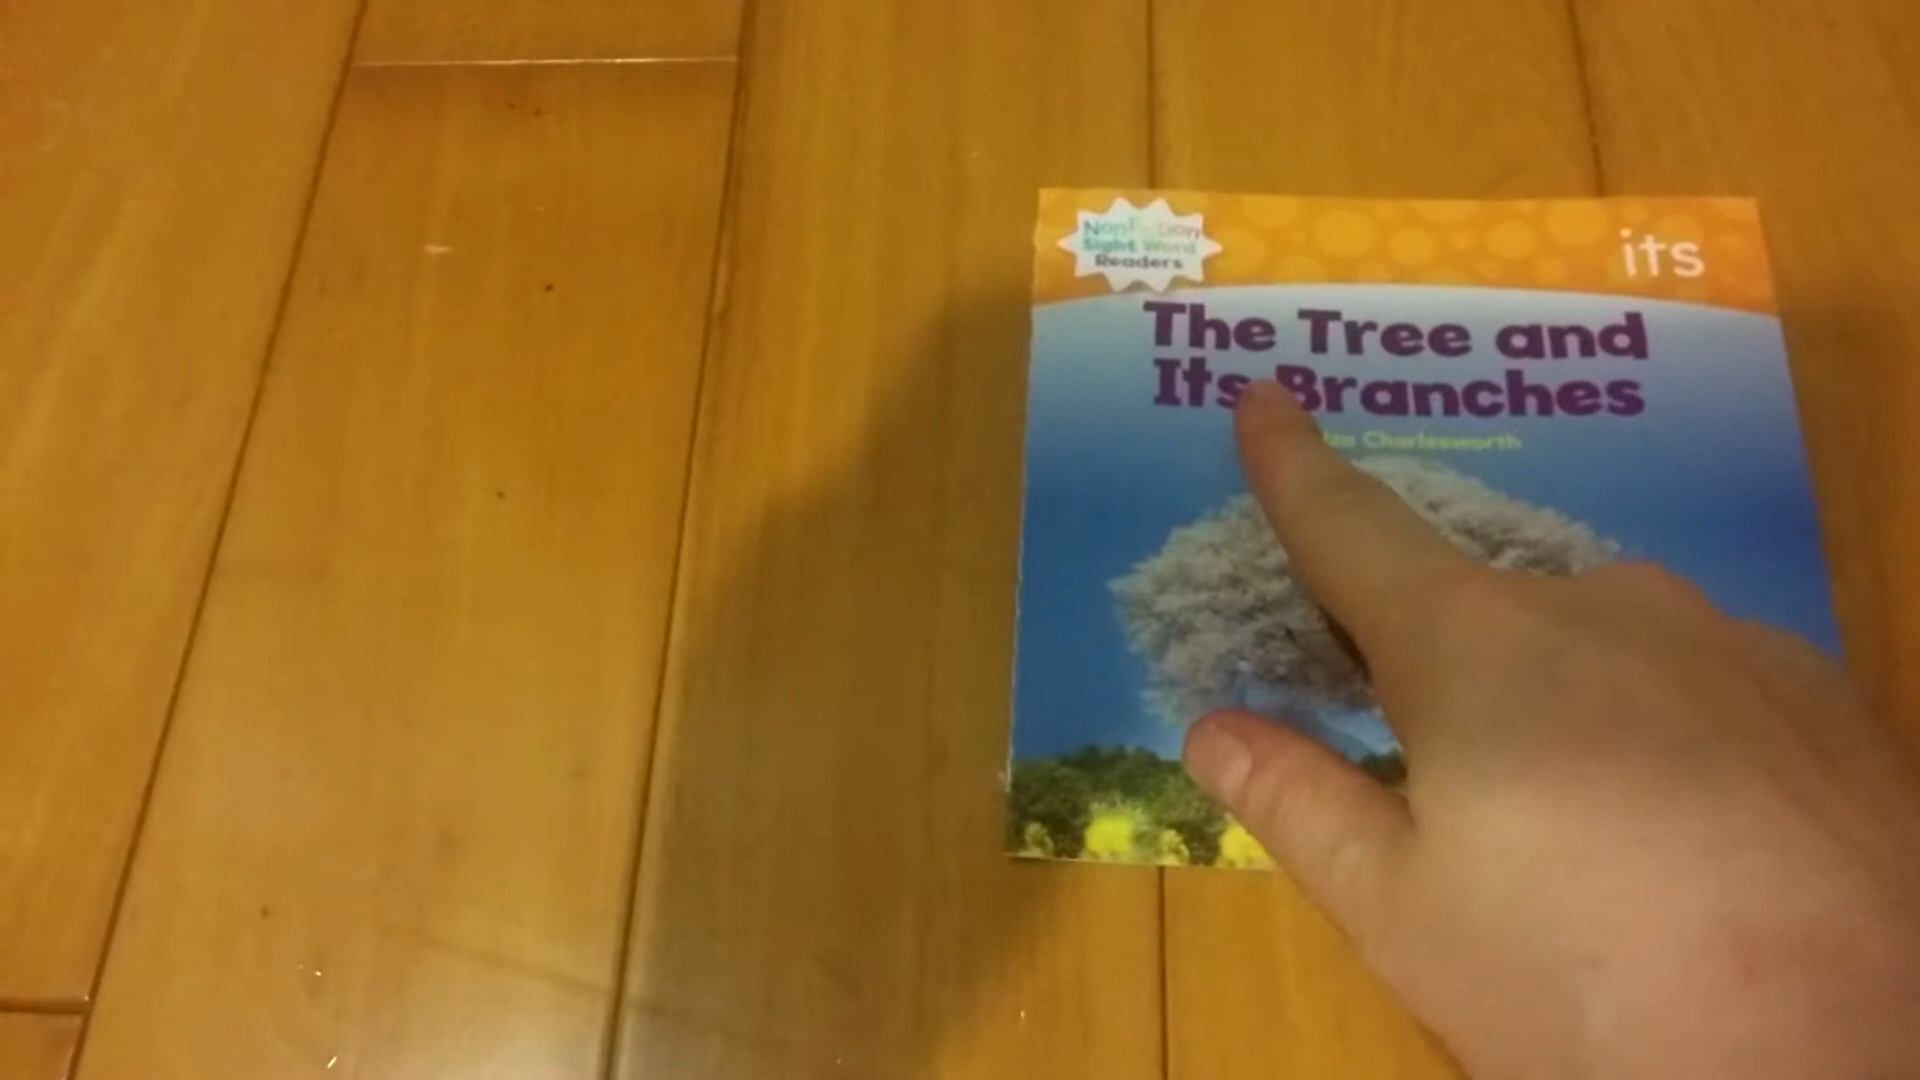 Nonfiction
Sight Word
Readers
its
The Tree and
Its Branches
Charlesworth